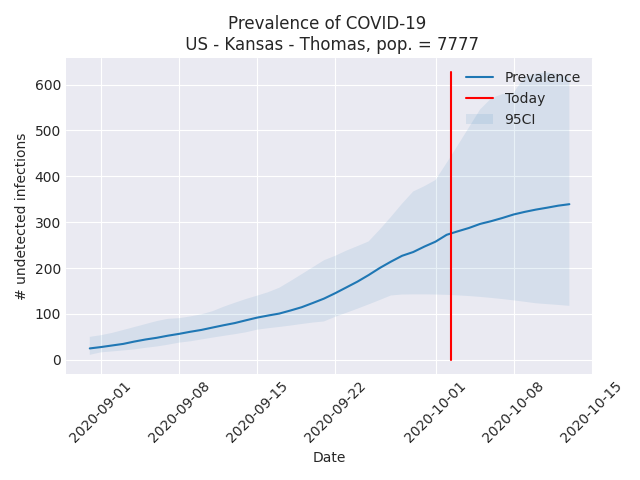 Prevalence of COVID-19
US - Kansas - Thomas, pop. = 7777
Prevalence
Today
95CI
# undetected infections
600
500
400
300
200
100
0
2020-09-01
2020-09-08
2020-09-15
2020-09-22
2020-10-01
2020-10-08
2020-10-15
Date